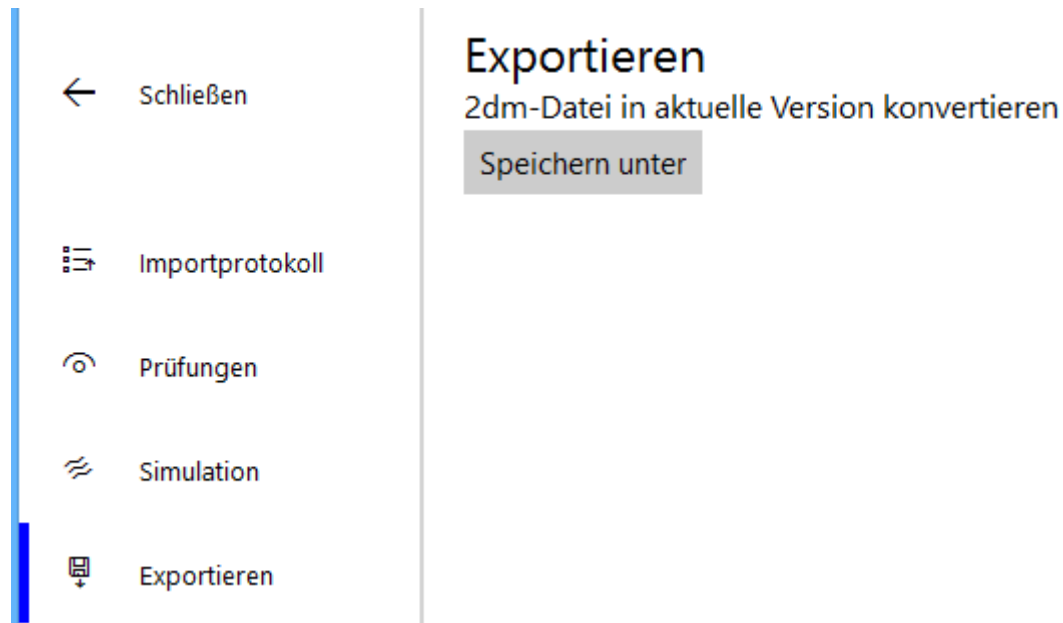 Schließen
Importprotokoll
Prüfungen
Simulation
Exportieren
Exportieren
2dm-Datei in aktuelle Version konvertieren
Speichern unter